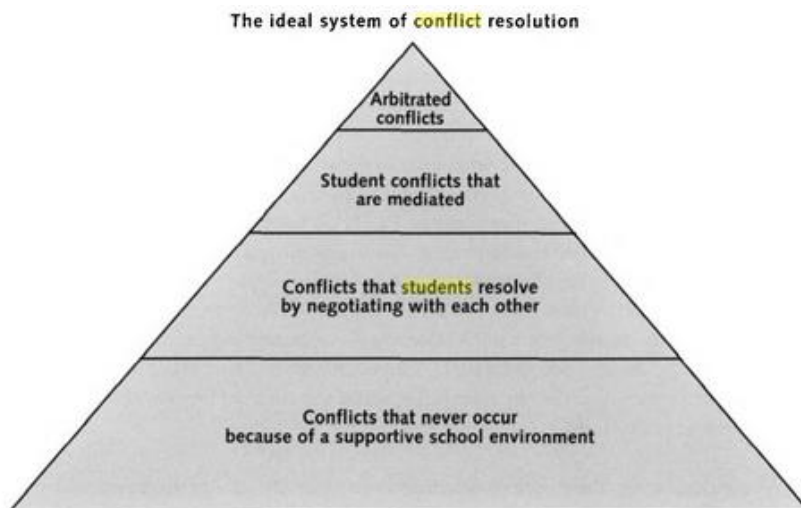 The ideal system of conflict resolution
Arbitrated
conflicts
Student conflicts that
are mediated
Conflicts that students resolve
by negotiating with each other
Conflicts that never occur
because of a supportive school environment